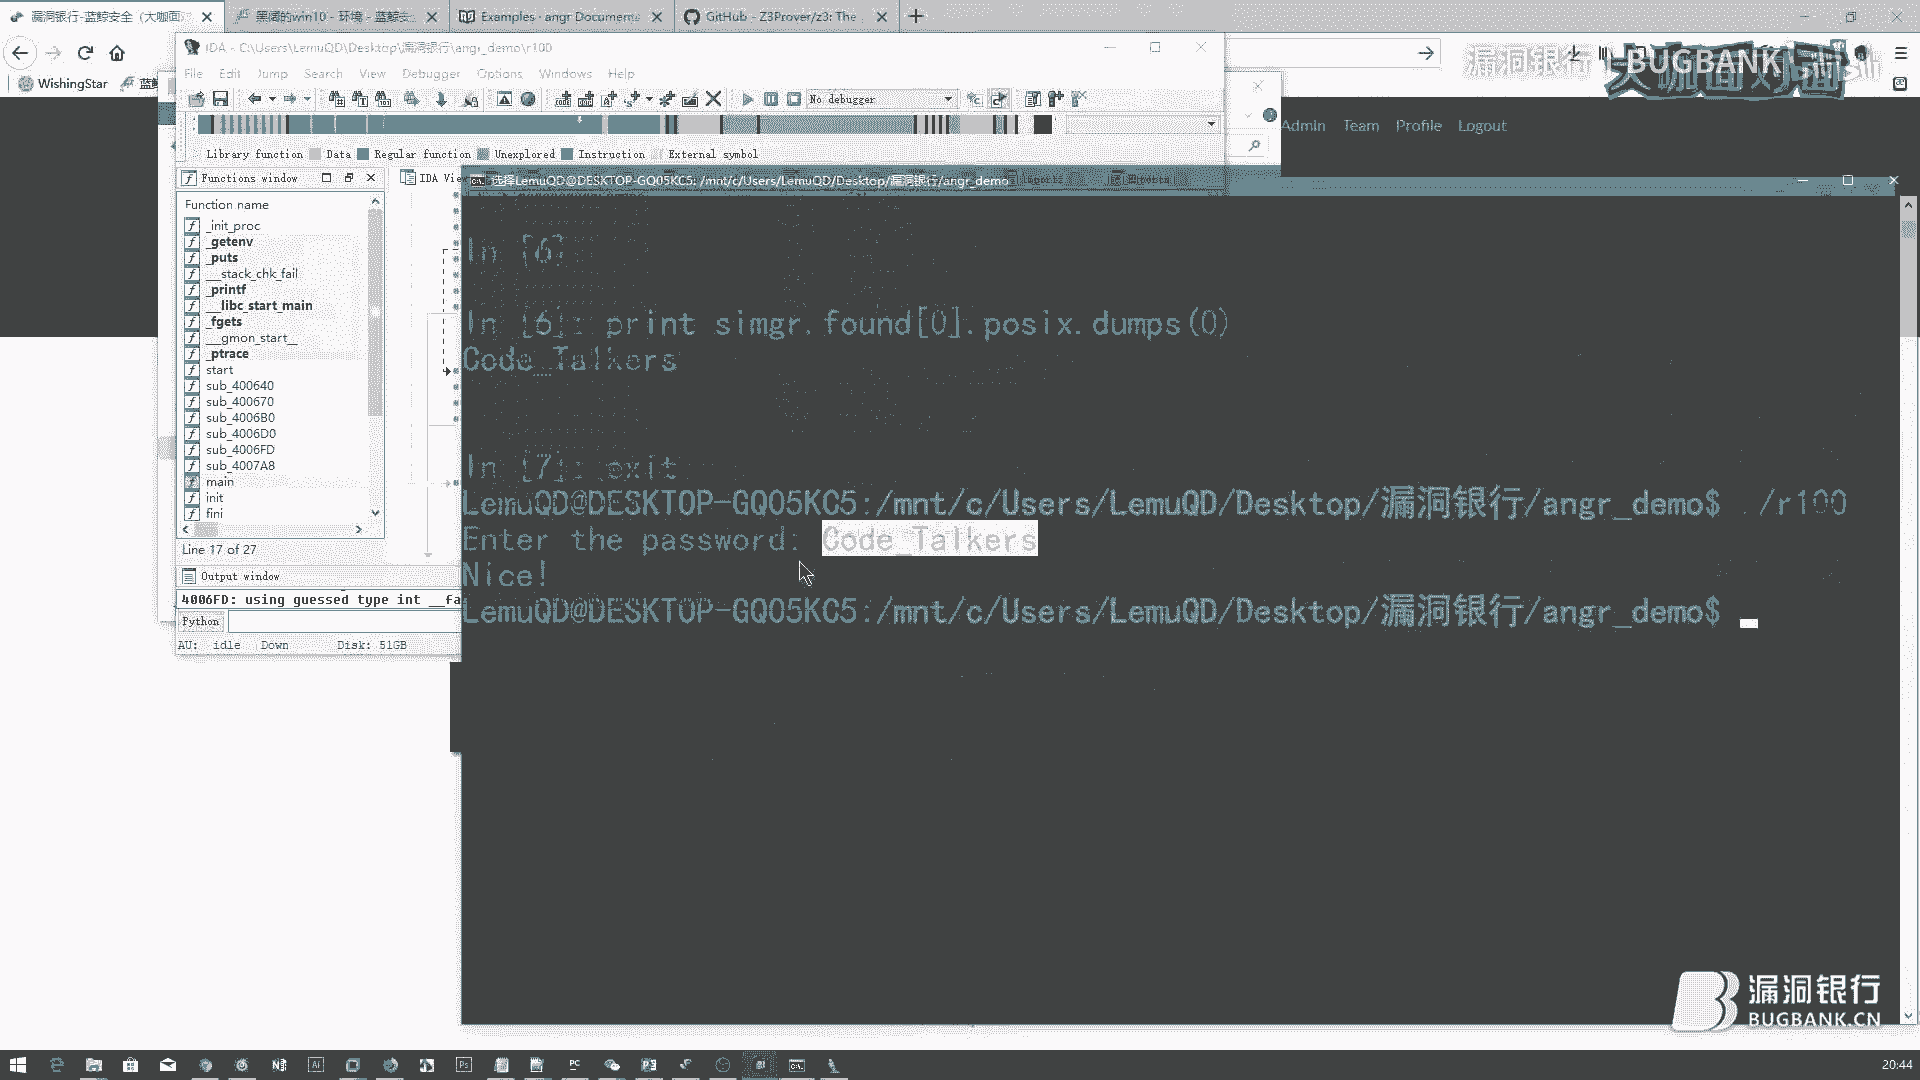 漏洞银行-蓝鲸安全（大咖面
黑阔的win10 - 环境 - 蓝鲸安
Examples · angr Documenta
GitHub - Z3Prover/z3: The
IDA - C:\Users\LemuQD\Desktop\漏洞银行\angr_demo\r100
漏洞银行
BUGBANK
大咖面对面
bilibili
File Edit Jump Search View Debugger Options Windows Help
WishingStar
蓝鲸
No debugger
Admin Team Profile Logout
Library function Data Regular function Unexplored Instruction External symbol
Functions window
IDA Vie
选择LemuQD@DESKTOP-GQ05KC5: /mnt/c/Users/LemuQD/Desktop/漏洞银行/angr_demo
Function name
_init_proc
_getenv
_puts
___stack_chk_fail
_printf
___libc_start_main
_fgets
___gmon_start__
_ptrace
start
sub_400640
sub_400670
sub_4006B0
sub_4006D0
sub_4006FD
sub_4007A8
main
init
fini
Line 17 of 27
Output window
4006FD: using guessed type int __fa
Python
AU: idle Down Disk: 51GB
In [6]:
In [6]: print simgr.found[0].posix.dumps(0)
Code_Talkers
In [7]: exit
LemuQD@DESKTOP-GQ05KC5:/mnt/c/Users/LemuQD/Desktop/漏洞银行/angr_demo$ ./r100
Enter the password: Code_Talkers
Nice!
LemuQD@DESKTOP-GQ05KC5:/mnt/c/Users/LemuQD/Desktop/漏洞银行/angr_demo$
漏洞银行
BUGBANK.CN
20:44